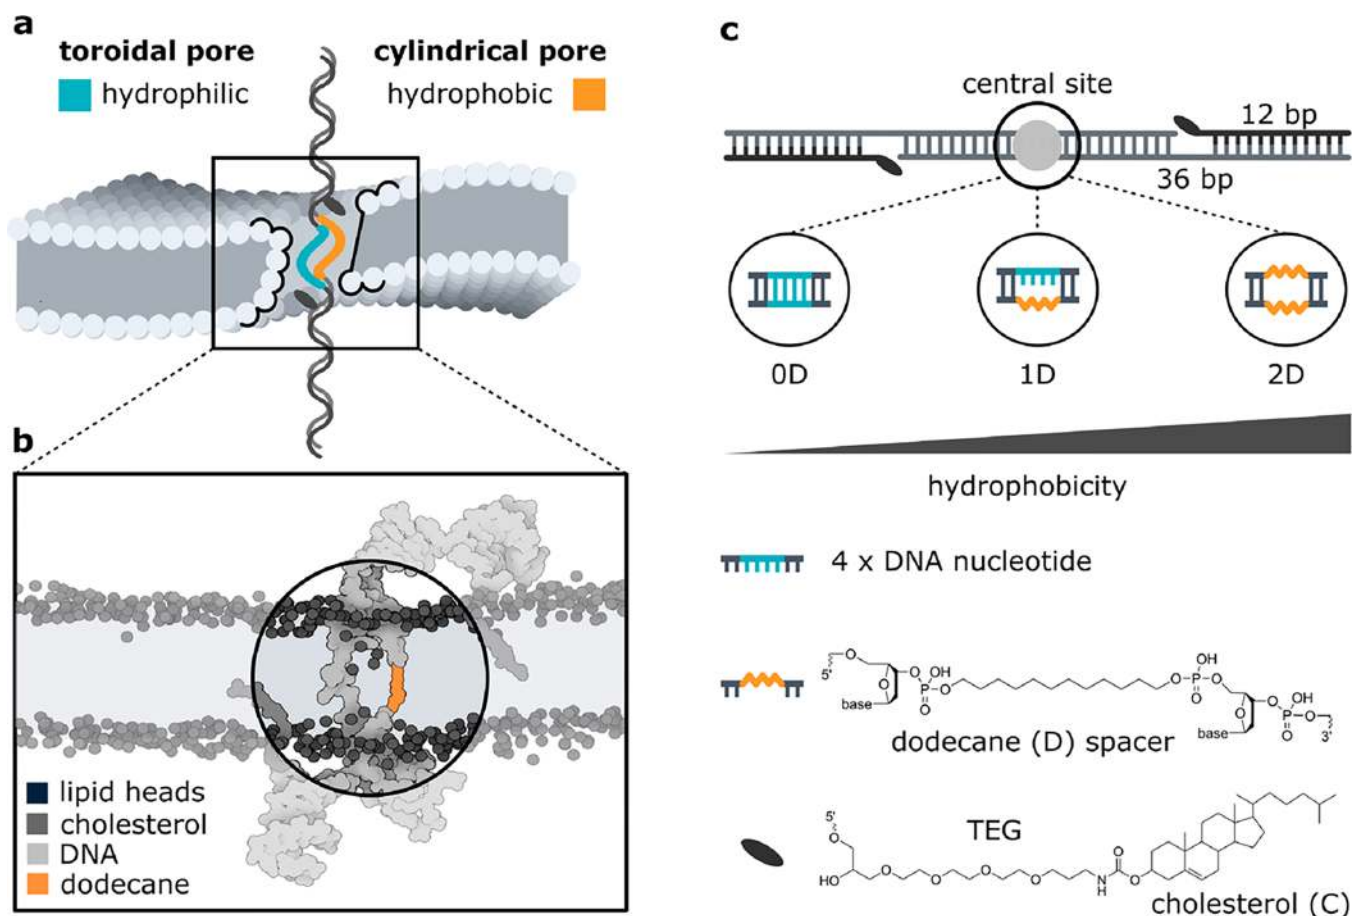 a
toroidal pore
hydrophilic
cylindrical pore
hydrophobic
b
lipid heads
cholesterol
DNA
dodecane
c
central site
12 bp
36 bp
0D
1D
2D
hydrophobicity
4 x DNA nucleotide
5'
O
O
OH
P
O
O
O
base
OH
O
P
O
O
O
base
O
OH
P
O
O
3'
dodecane (D) spacer
5'
O
TEG
HO
O
O
O
O
N
H
O
O
cholesterol (C)